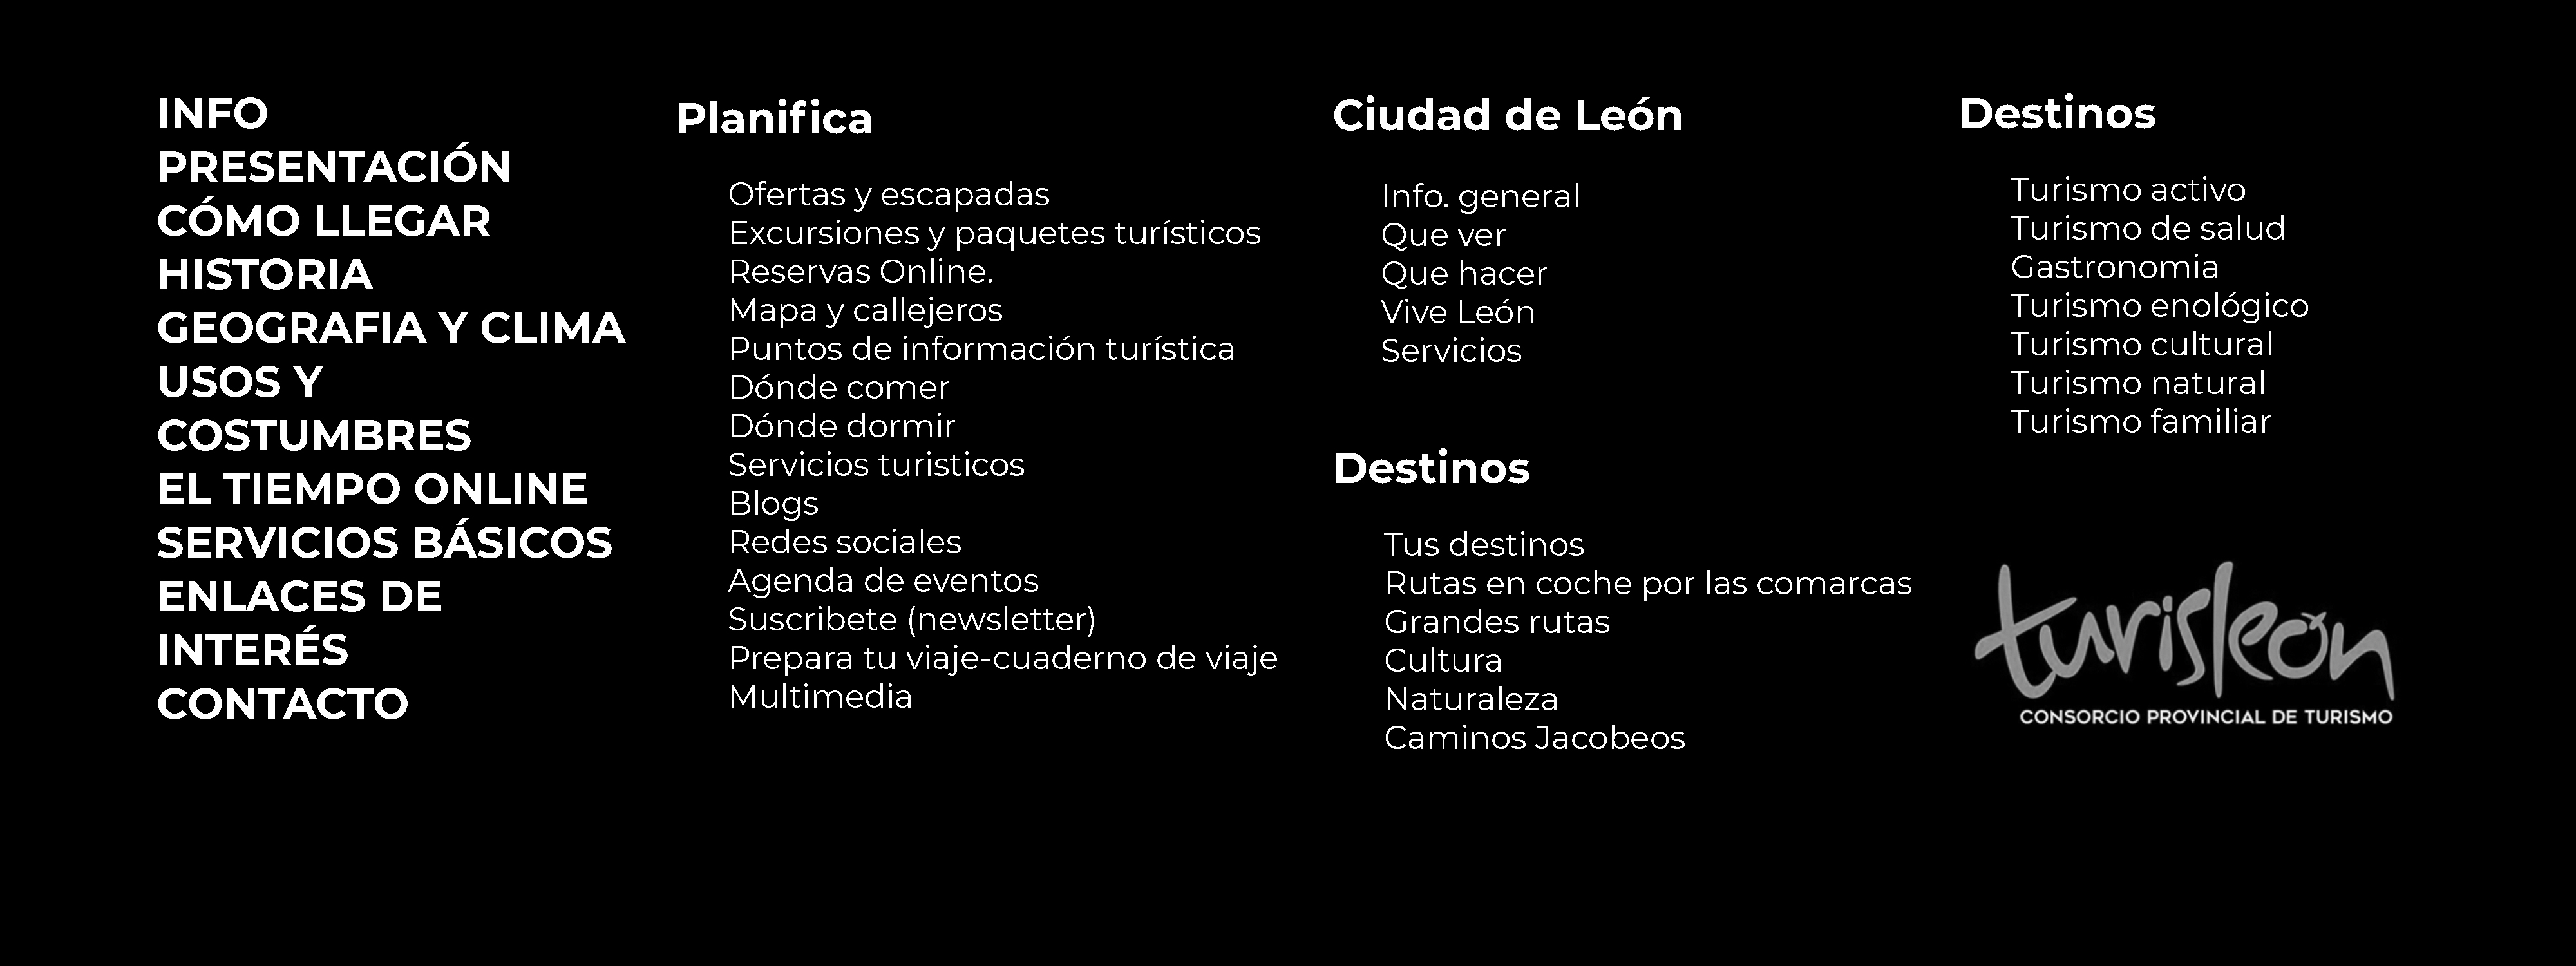 INFO
PRESENTACIÓN
CÓMO LLEGAR
HISTORIA
GEOGRAFIA Y CLIMA
USOS Y
COSTUMBRES
EL TIEMPO ONLINE
SERVICIOS BÁSICOS
ENLACES DE
INTERÉS
CONTACTO
Planifica
Ofertas y escapadas
Excursiones y paquetes turísticos
Reservas Online.
Mapa y callejeros
Puntos de información turística
Dónde comer
Dónde dormir
Servicios turisticos
Blogs
Redes sociales
Agenda de eventos
Suscribete (newsletter)
Prepara tu viaje-cuaderno de viaje
Multimedia
Ciudad de León
Info. general
Que ver
Que hacer
Vive León
Servicios
Destinos
Tus destinos
Rutas en coche por las comarcas
Grandes rutas
Cultura
Naturaleza
Caminos Jacobeos
Destinos
Turismo activo
Turismo de salud
Gastronomia
Turismo enológico
Turismo cultural
Turismo natural
Turismo familiar
turisleón
CONSORCIO PROVINCIAL DE TURISMO